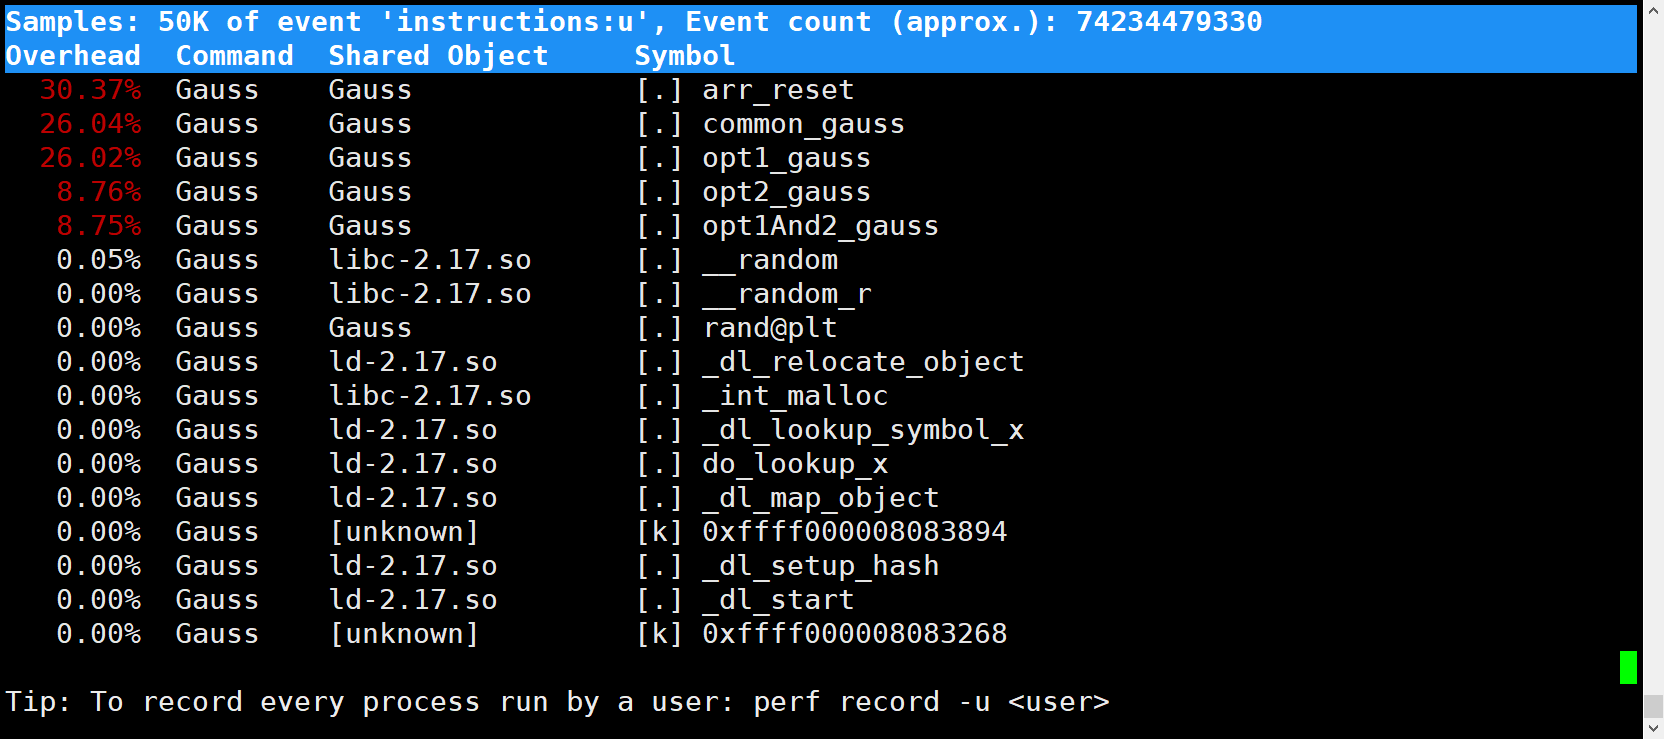 Samples: 50K of event 'instructions:u', Event count (approx.): 74234479330
Overhead  Command  Shared Object     Symbol
  30.37%  Gauss    Gauss             [.] arr_reset
  26.04%  Gauss    Gauss             [.] common_gauss
  26.02%  Gauss    Gauss             [.] opt1_gauss
   8.76%  Gauss    Gauss             [.] opt2_gauss
   8.75%  Gauss    Gauss             [.] opt1And2_gauss
   0.05%  Gauss    libc-2.17.so      [.] __random
   0.00%  Gauss    libc-2.17.so      [.] __random_r
   0.00%  Gauss    Gauss             [.] rand@plt
   0.00%  Gauss    ld-2.17.so        [.] _dl_relocate_object
   0.00%  Gauss    libc-2.17.so      [.] _int_malloc
   0.00%  Gauss    ld-2.17.so        [.] _dl_lookup_symbol_x
   0.00%  Gauss    ld-2.17.so        [.] do_lookup_x
   0.00%  Gauss    ld-2.17.so        [.] _dl_map_object
   0.00%  Gauss    [unknown]         [k] 0xffff000008083894
   0.00%  Gauss    ld-2.17.so        [.] _dl_setup_hash
   0.00%  Gauss    ld-2.17.so        [.] _dl_start
   0.00%  Gauss    [unknown]         [k] 0xffff000008083268
Tip: To record every process run by a user: perf record -u <user>